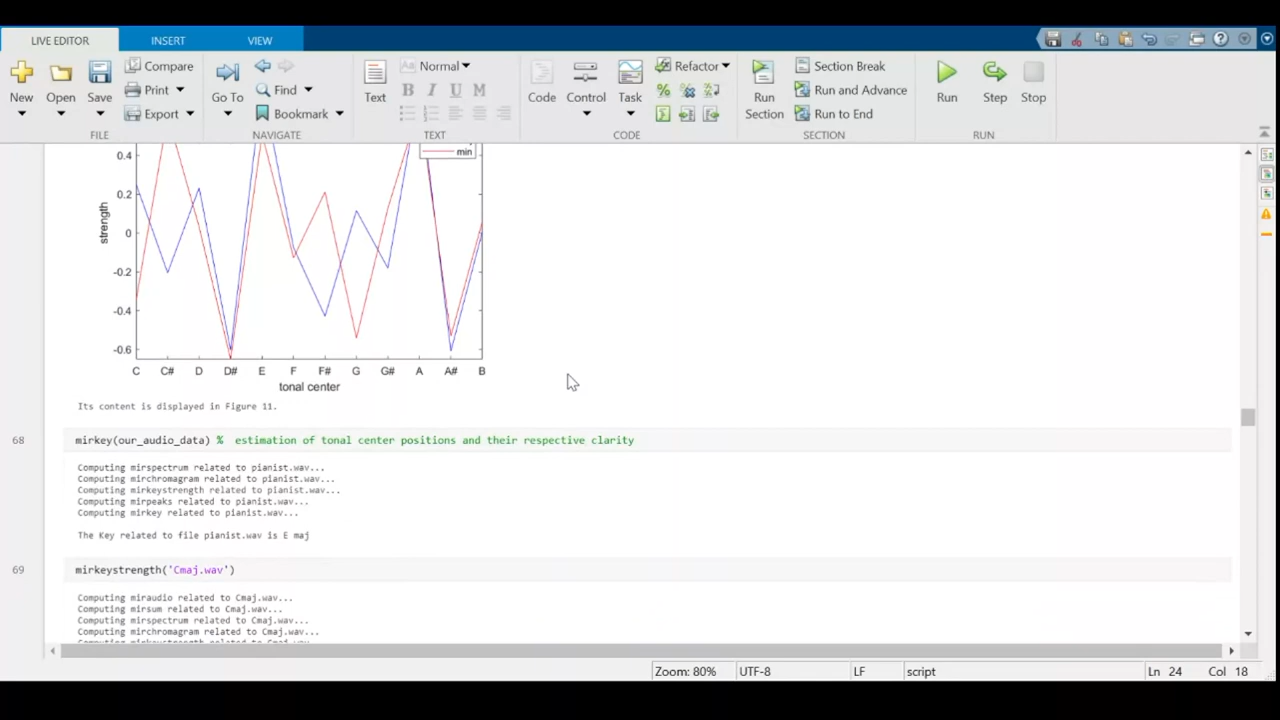 LIVE EDITOR INSERT VIEW
New Open Save Compare Print Export
FILE
Go To Find Bookmark
NAVIGATE
Text Aa Normal B I U M
TEXT
Code Control Task Refactor
CODE
Run Section Section Break Run and Advance Run to End
SECTION
Run Step Stop
RUN
min
0.4
0.2
0
-0.2
-0.4
-0.6
strength
C C# D D# E F F# G G# A A# B
tonal center
Its content is displayed in Figure 11.
68 mirkey(our_audio_data) % estimation of tonal center positions and their respective clarity
Computing mirspectrum related to pianist.wav...
Computing mirchromagram related to pianist.wav...
Computing mirkeystrength related to pianist.wav...
Computing mirpeaks related to pianist.wav...
Computing mirkey related to pianist.wav...
The Key related to file pianist.wav is E maj
69 mirkeystrength('Cmaj.wav')
Computing miraudio related to Cmaj.wav...
Computing mirsum related to Cmaj.wav...
Computing mirspectrum related to Cmaj.wav...
Computing mirchromagram related to Cmaj.wav...
Zoom: 80% UTF-8 LF script Ln 24 Col 18